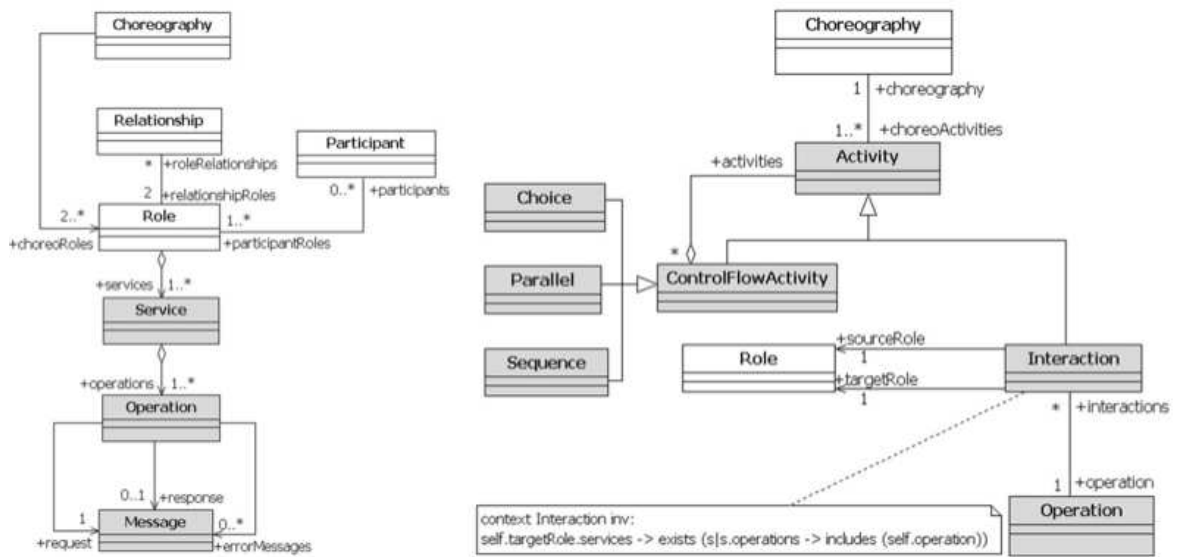 Choreography
Relationship
Participant
* +roleRelationships
2 +relationshipRoles
0..* +participants
2..*
Role
1..*
+choreoRoles
+participantRoles
+services 1..*
Service
+operations 1..*
Operation
0..1 +response
1
Message
0..*
+request
+errorMessages
Choreography
1 +choreography
1..* +choreoActivities
+activities
Activity
Choice
*
ControlFlowActivity
Parallel
Sequence
Role
+sourceRole
1
+targetRole
1
Interaction
* +interactions
1 +operation
Operation
context Interaction inv:
self.targetRole.services -> exists (s|s.operations -> includes (self.operation))